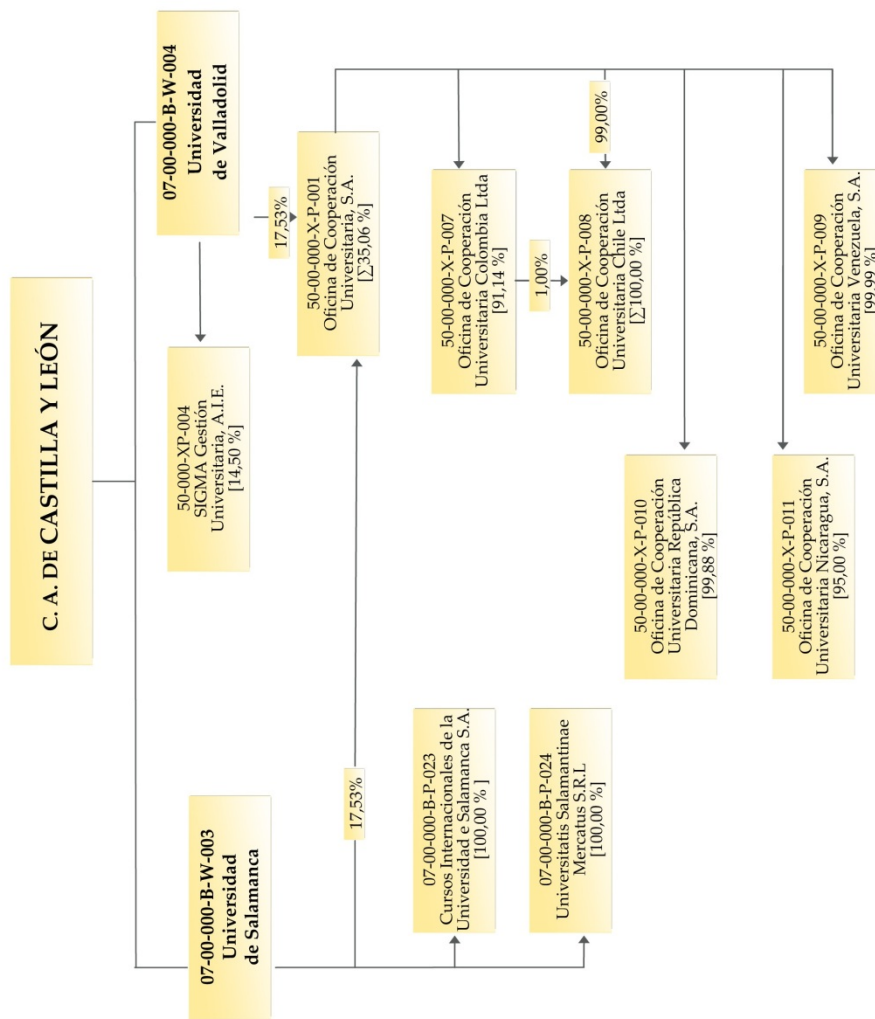 C. A. DE CASTILLA Y LEÓN
07-00-000-B-W-003
Universidad
de Salamanca
07-00-000-B-W-004
Universidad
de Valladolid
50-000-XP-004
SIGMA Gestión
Universitaria, A.I.E.
[14,50 %]
17,53%
17,53%
50-00-000-X-P-001
Oficina de Cooperación
Universitaria, S.A.
[∑35,06 %]
07-00-000-B-P-023
Cursos Internacionales de la
Universidad e Salamanca S.A.
[100,00 % ]
07-00-000-B-P-024
Universitatis Salamantinae
Mercatus S.R.L
[100,00 %]
50-00-000-X-P-007
Oficina de Cooperación
Universitaria Colombia Ltda
[91,14 %]
1,00%
99,00%
50-00-000-X-P-008
Oficina de Cooperación
Universitaria Chile Ltda
[∑100,00 %]
50-00-000-X-P-010
Oficina de Cooperación
Universitaria República
Dominicana, S.A.
[99,88 %]
50-00-000-X-P-011
Oficina de Cooperación
Universitaria Nicaragua, S.A.
[95,00 %]
50-00-000-X-P-009
Oficina de Cooperación
Universitaria Venezuela, S.A.
[99,99 %]